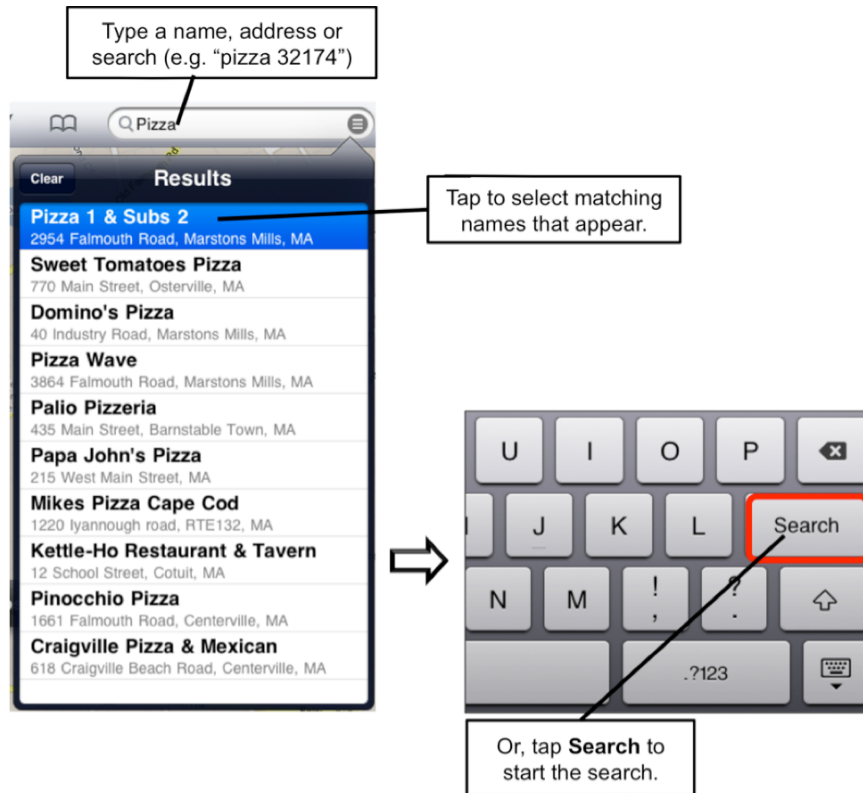 Type a name, address or
search (e.g. “pizza 32174”)
Pizza
Clear
Results
Pizza 1 & Subs 2
2954 Falmouth Road, Marstons Mills, MA
Sweet Tomatoes Pizza
770 Main Street, Osterville, MA
Domino's Pizza
40 Industry Road, Marstons Mills, MA
Pizza Wave
3864 Falmouth Road, Marstons Mills, MA
Palio Pizzeria
435 Main Street, Barnstable Town, MA
Papa John's Pizza
215 West Main Street, MA
Mikes Pizza Cape Cod
1220 Iyannough road, RTE132, MA
Kettle-Ho Restaurant & Tavern
12 School Street, Cotuit, MA
Pinocchio Pizza
1661 Falmouth Road, Centerville, MA
Craigville Pizza & Mexican
618 Craigville Beach Road, Centerville, MA
Tap to select matching
names that appear.
U I O P
J K L Search
N M ! , ? .
.?123
Or, tap Search to
start the search.